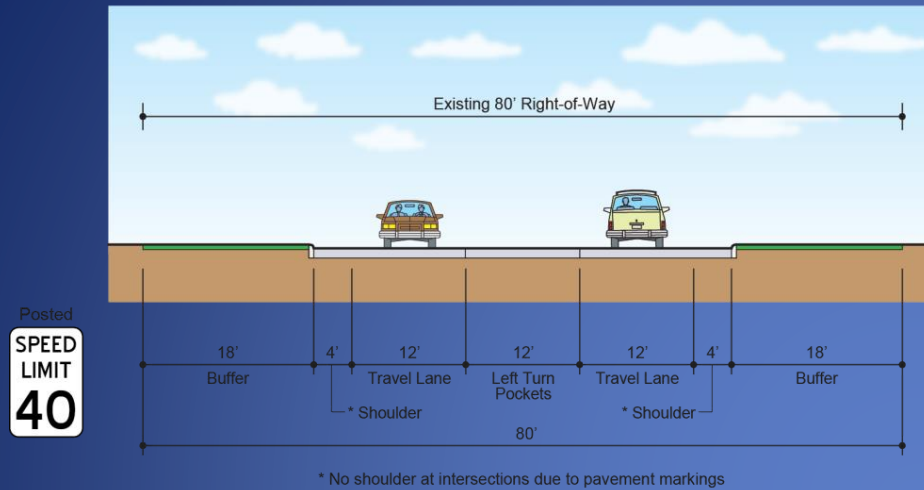 Existing 80' Right-of-Way
Posted
SPEED
LIMIT
40
18'
4'
12'
12'
12'
4'
18'
Buffer
Travel Lane
Left Turn
Pockets
Travel Lane
Buffer
* Shoulder
* Shoulder
80'
* No shoulder at intersections due to pavement markings